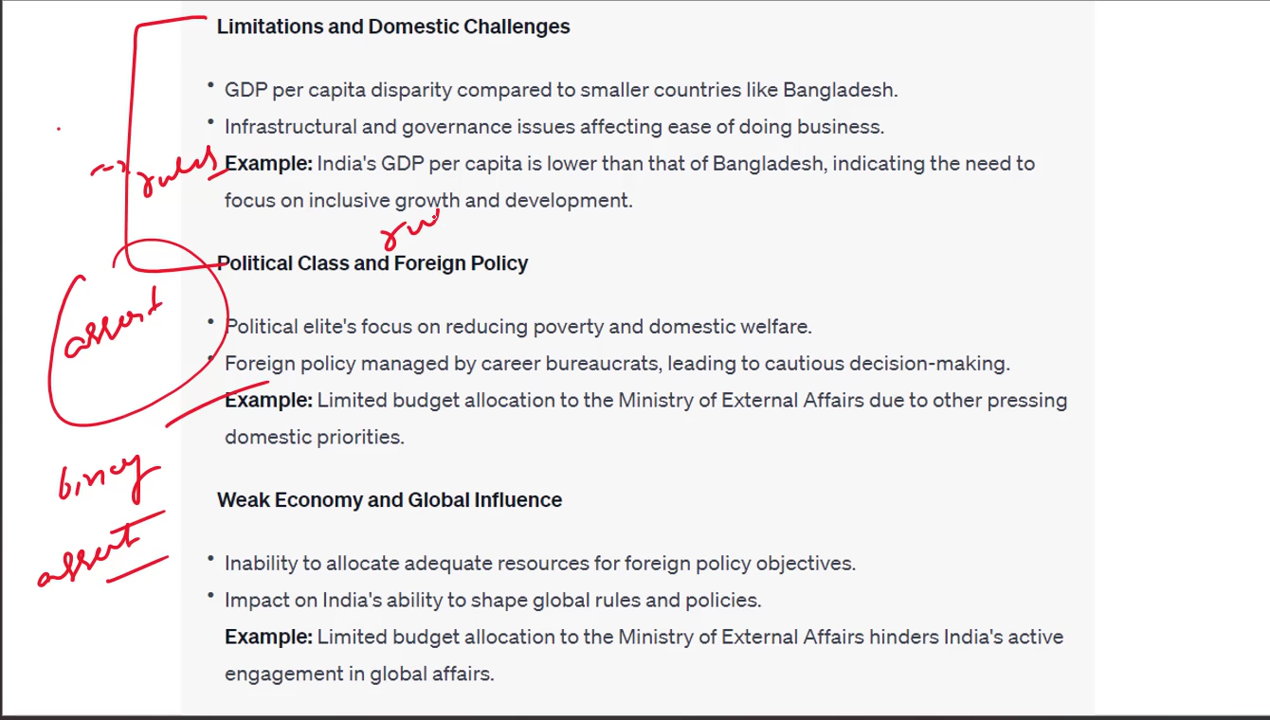 Limitations and Domestic Challenges
• GDP per capita disparity compared to smaller countries like Bangladesh.
• Infrastructural and governance issues affecting ease of doing business.
rules
Example: India's GDP per capita is lower than that of Bangladesh, indicating the need to
focus on inclusive growth and development.
Political Class and Foreign Policy
assert
• Political elite's focus on reducing poverty and domestic welfare.
• Foreign policy managed by career bureaucrats, leading to cautious decision-making.
Example: Limited budget allocation to the Ministry of External Affairs due to other pressing
domestic priorities.
Weak Economy and Global Influence
assert
• Inability to allocate adequate resources for foreign policy objectives.
• Impact on India's ability to shape global rules and policies.
Example: Limited budget allocation to the Ministry of External Affairs hinders India's active
engagement in global affairs.